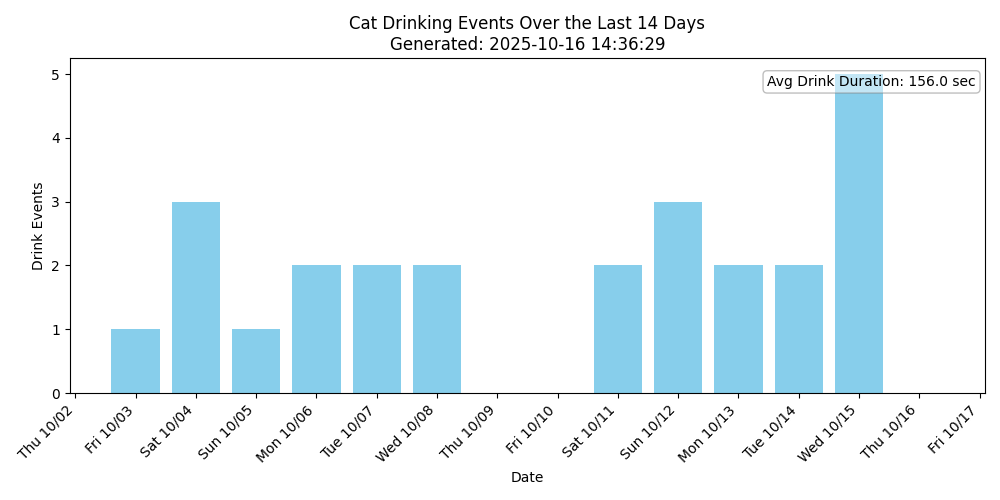 Cat Drinking Events Over the Last 14 Days
Generated: 2025-10-16 14:36:29
Avg Drink Duration: 156.0 sec
Drink Events
5
4
3
2
1
0
Thu 10/02
Fri 10/03
Sat 10/04
Sun 10/05
Mon 10/06
Tue 10/07
Wed 10/08
Thu 10/09
Fri 10/10
Sat 10/11
Sun 10/12
Mon 10/13
Tue 10/14
Wed 10/15
Thu 10/16
Fri 10/17
Date